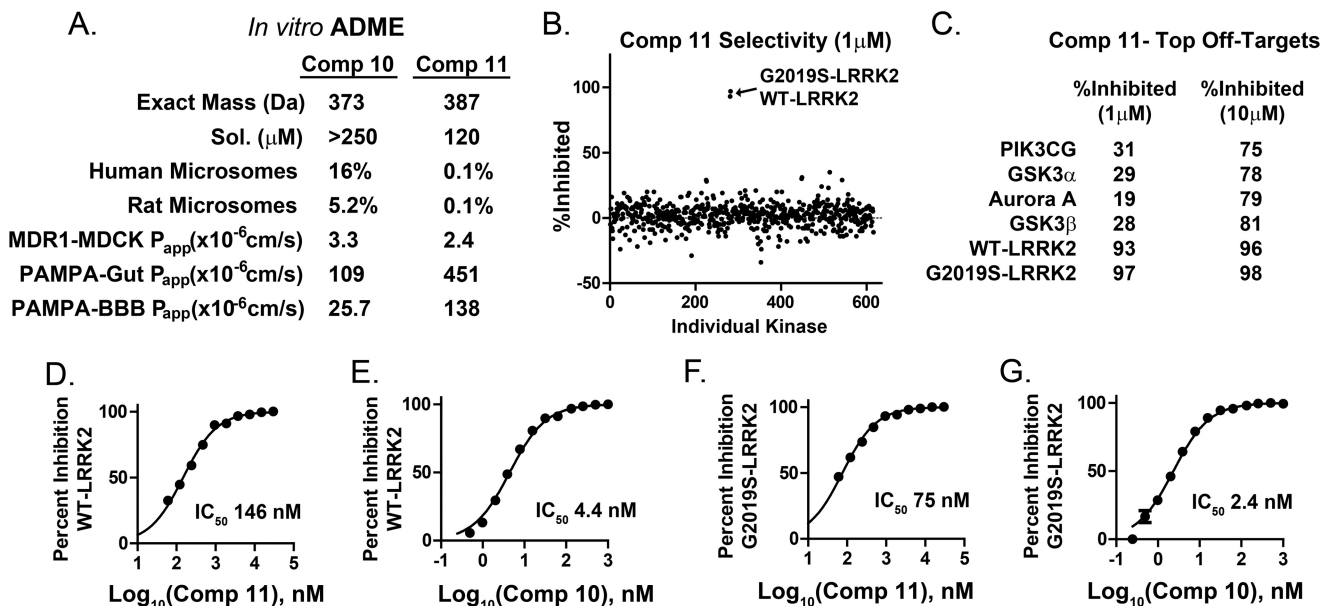 A.
In vitro ADME
Comp 10 Comp 11
Exact Mass (Da) 373 387
Sol. (μM) >250 120
Human Microsomes 16% 0.1%
Rat Microsomes 5.2% 0.1%
MDR1-MDCK Papp(x10-6cm/s) 3.3 2.4
PAMPA-Gut Papp(x10-6cm/s) 109 451
PAMPA-BBB Papp(x10-6cm/s) 25.7 138
B.
Comp 11 Selectivity (1μM)
G2019S-LRRK2
WT-LRRK2
%Inhibited
100
50
0
-50
0 200 400 600
Individual Kinase
C.
Comp 11- Top Off-Targets
%Inhibited %Inhibited
(1μM) (10μM)
PIK3CG 31 75
GSK3α 29 78
Aurora A 19 79
GSK3β 28 81
WT-LRRK2 93 96
G2019S-LRRK2 97 98
D.
Percent Inhibition
WT-LRRK2
100
50
0
IC50 146 nM
1 2 3 4 5
Log10(Comp 11), nM
E.
Percent Inhibition
WT-LRRK2
100
50
0
IC50 4.4 nM
-1 0 1 2 3
Log10(Comp 10), nM
F.
Percent Inhibition
G2019S-LRRK2
100
50
0
IC50 75 nM
1 2 3 4 5
Log10(Comp 11), nM
G.
Percent Inhibition
G2019S-LRRK2
100
50
0
IC50 2.4 nM
-1 0 1 2 3
Log10(Comp 10), nM